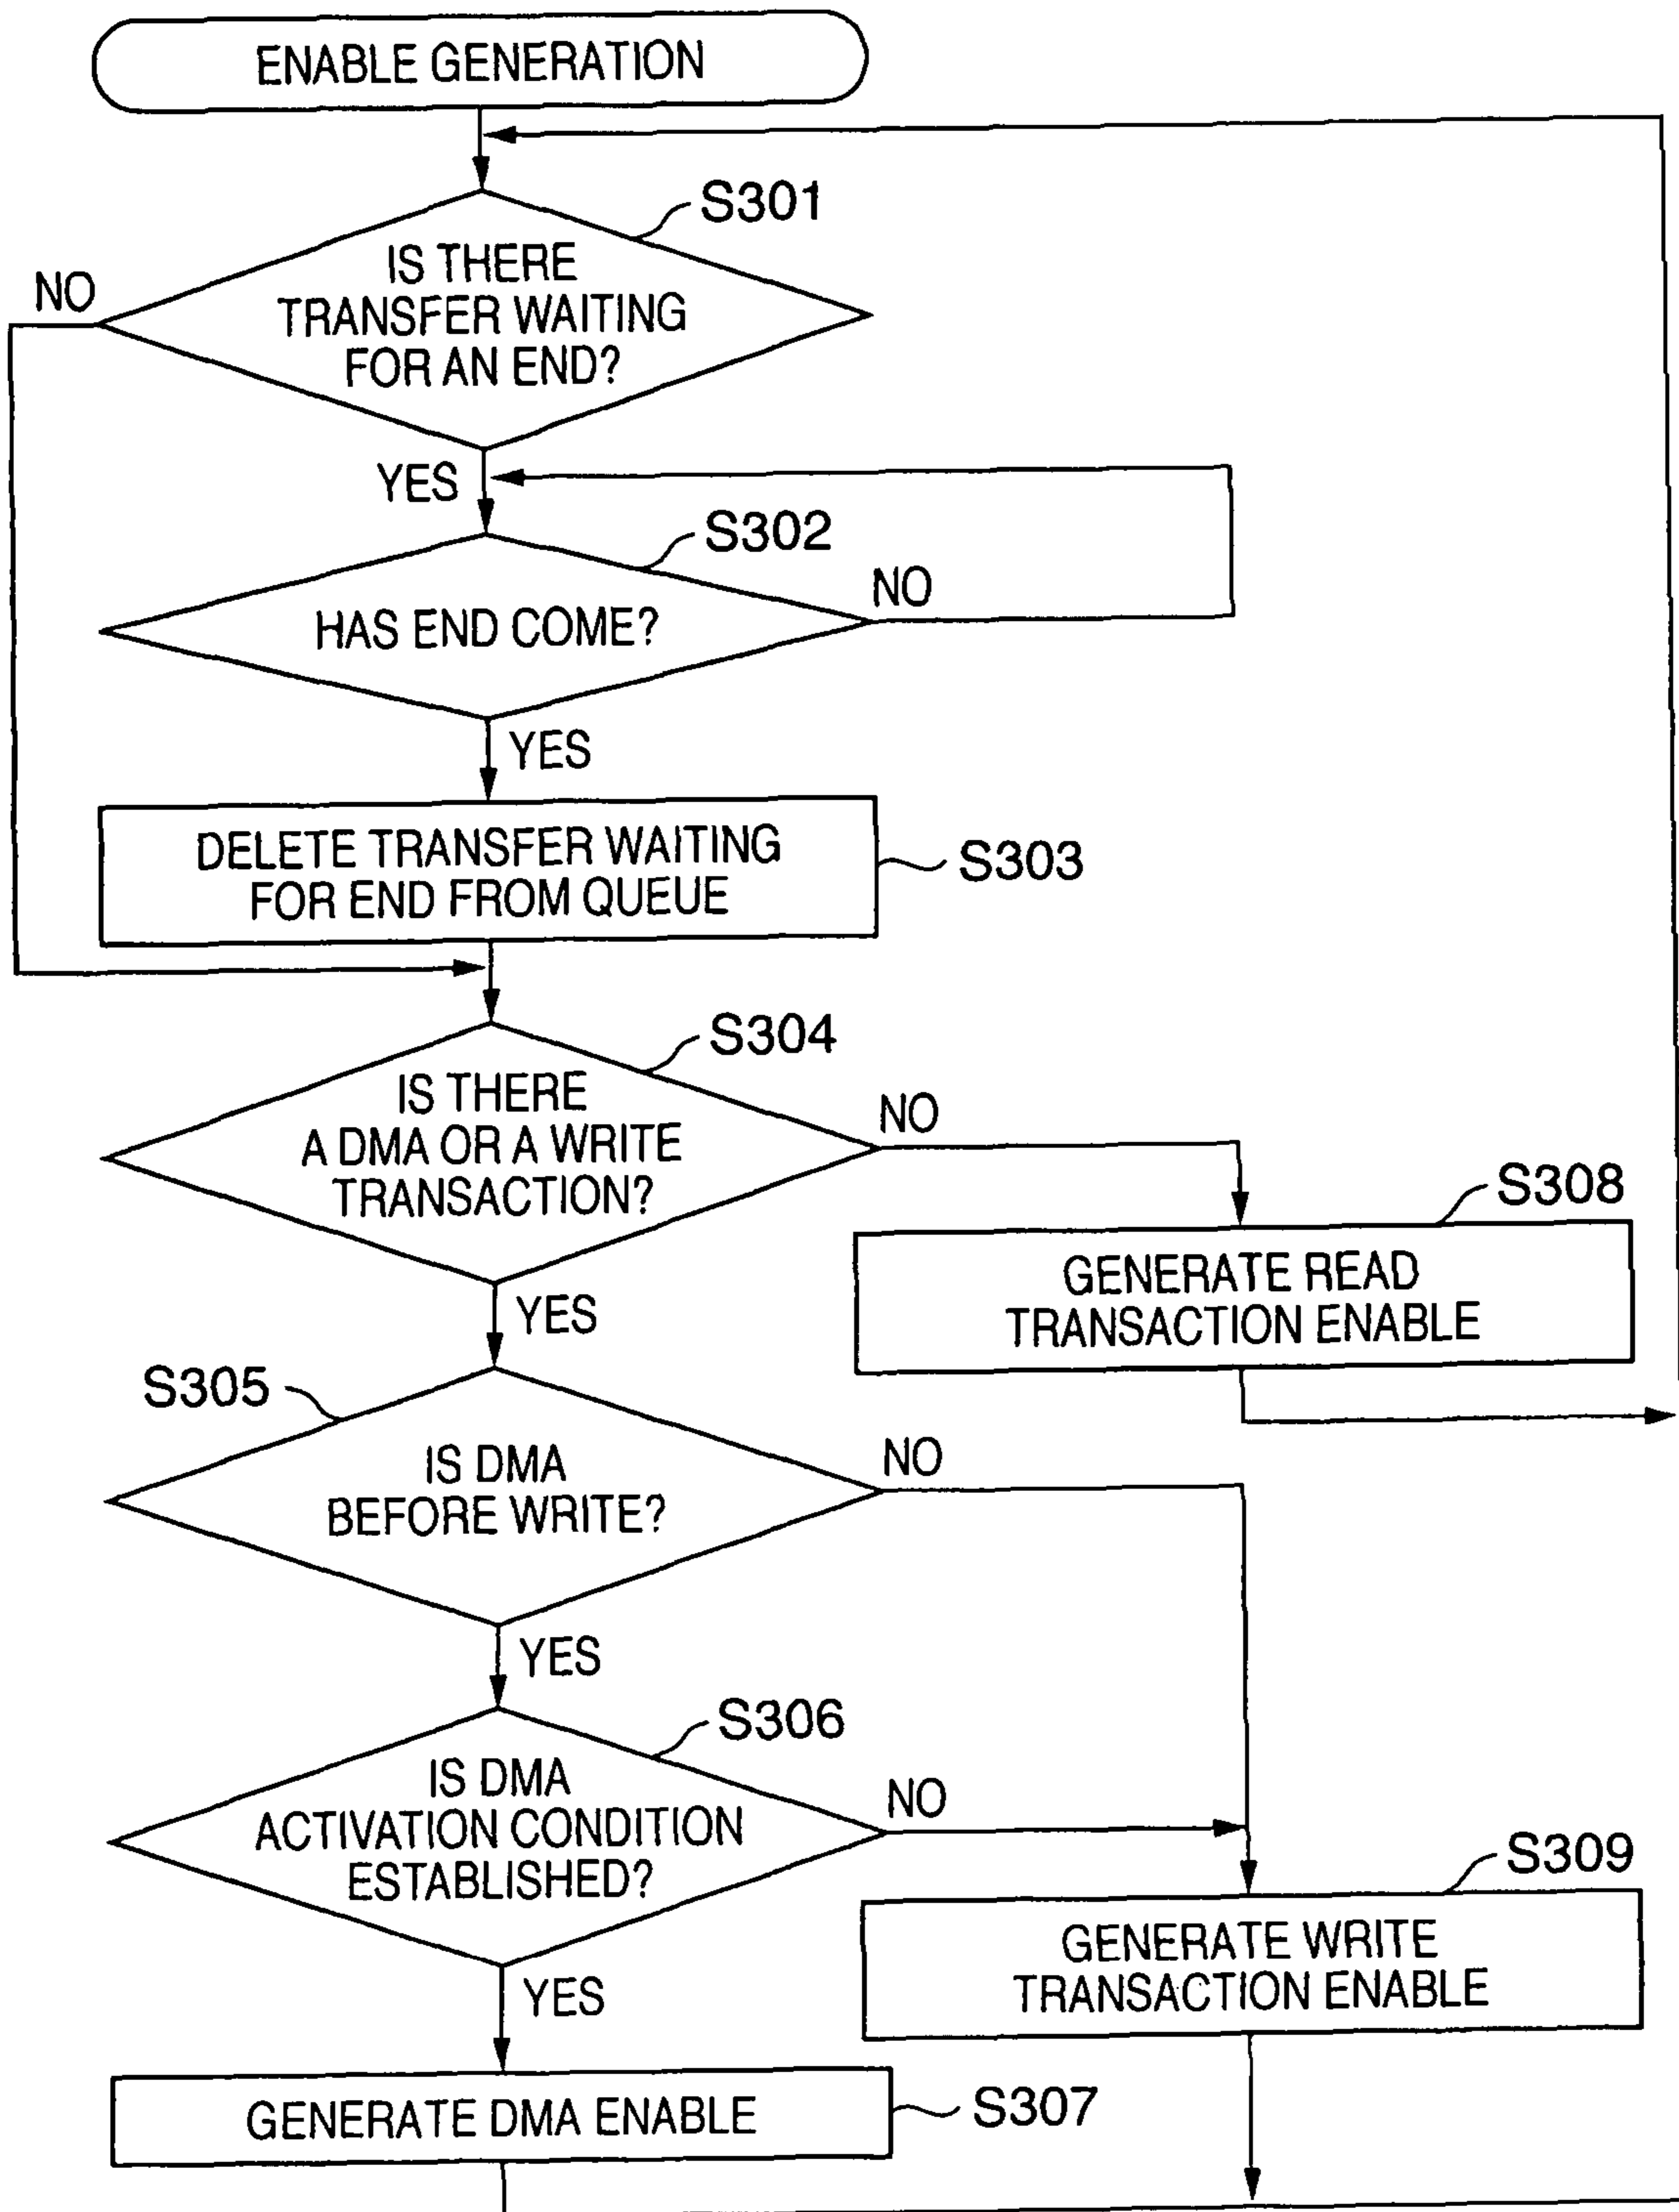 ENABLE GENERATION
S301
IS THERE
TRANSFER WAITING
FOR AN END?
NO
YES
S302
HAS END COME?
NO
YES
DELETE TRANSFER WAITING
FOR END FROM QUEUE
S303
S304
IS THERE
A DMA OR A WRITE
TRANSACTION?
NO
YES
S308
GENERATE READ
TRANSACTION ENABLE
S305
IS DMA
BEFORE WRITE?
NO
YES
S306
IS DMA
ACTIVATION CONDITION
ESTABLISHED?
NO
YES
S309
GENERATE WRITE
TRANSACTION ENABLE
GENERATE DMA ENABLE
S307